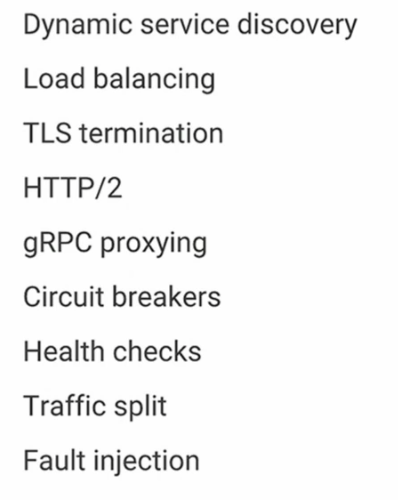 Dynamic service discovery
Load balancing
TLS termination
HTTP/2
gRPC proxying
Circuit breakers
Health checks
Traffic split
Fault injection